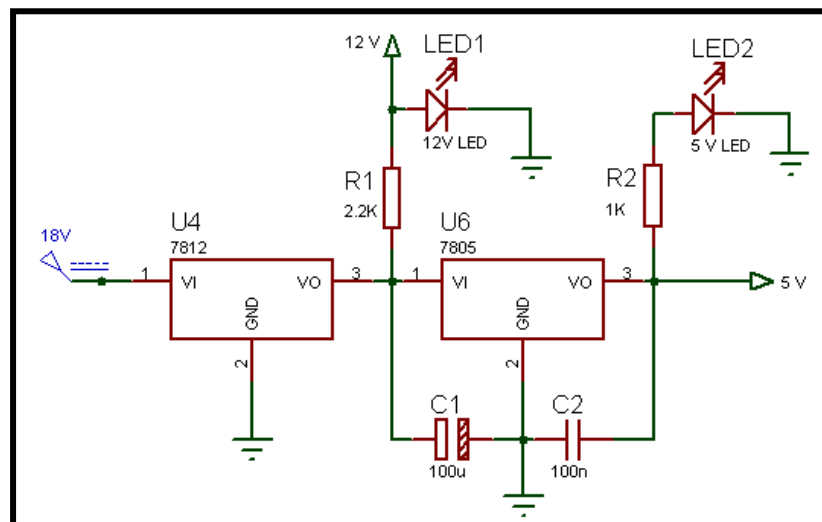 12 V
LED1
12V LED
LED2
5 V LED
R1
2.2K
R2
1K
18V
U4
7812
1
VI
VO
3
GND
2
U6
7805
1
VI
VO
3
GND
2
5 V
C1
100u
C2
100n